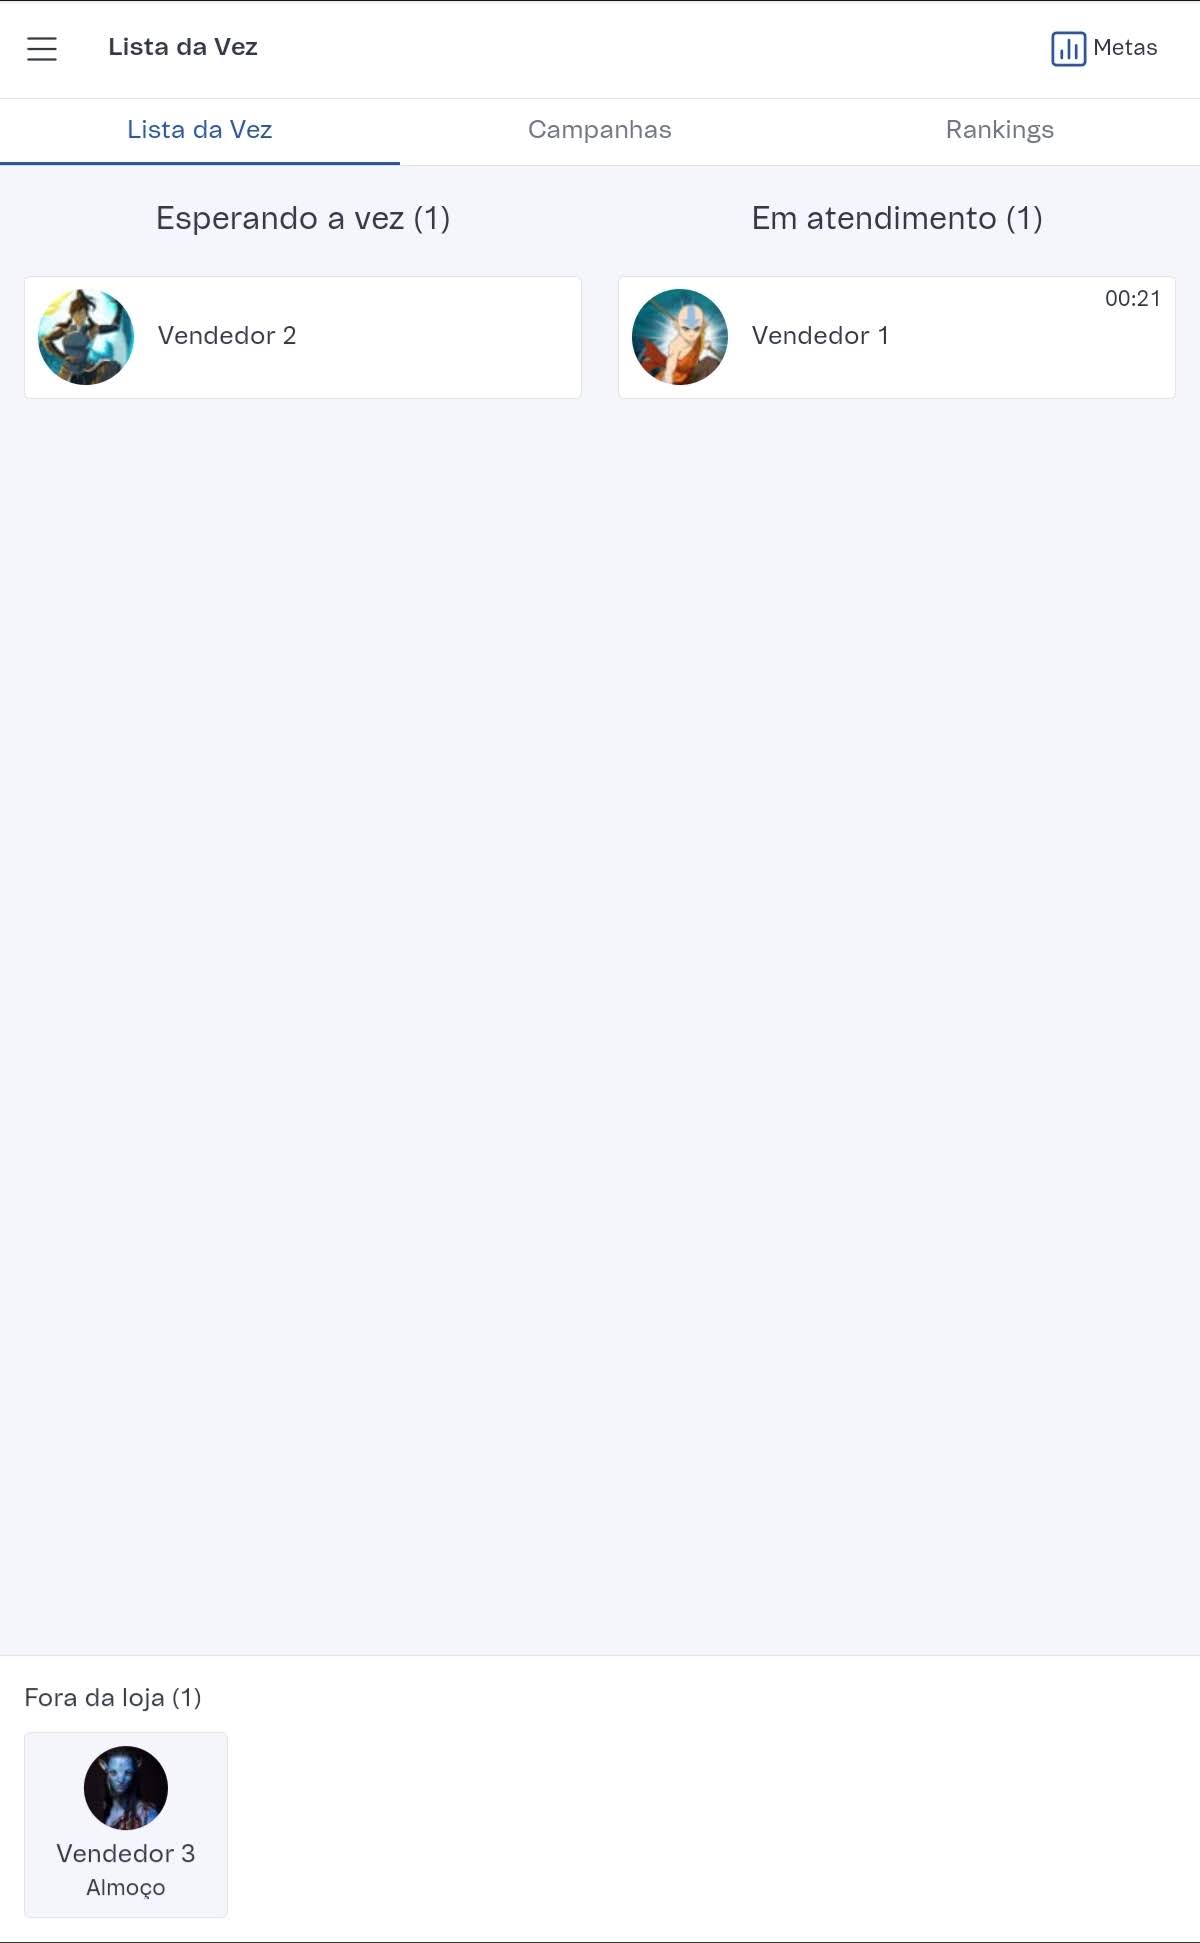 Lista da Vez
Metas
Lista da Vez
Campanhas
Rankings
Esperando a vez (1)
Em atendimento (1)
Vendedor 2
00:21
Vendedor 1
Fora da loja (1)
Vendedor 3
Almoço